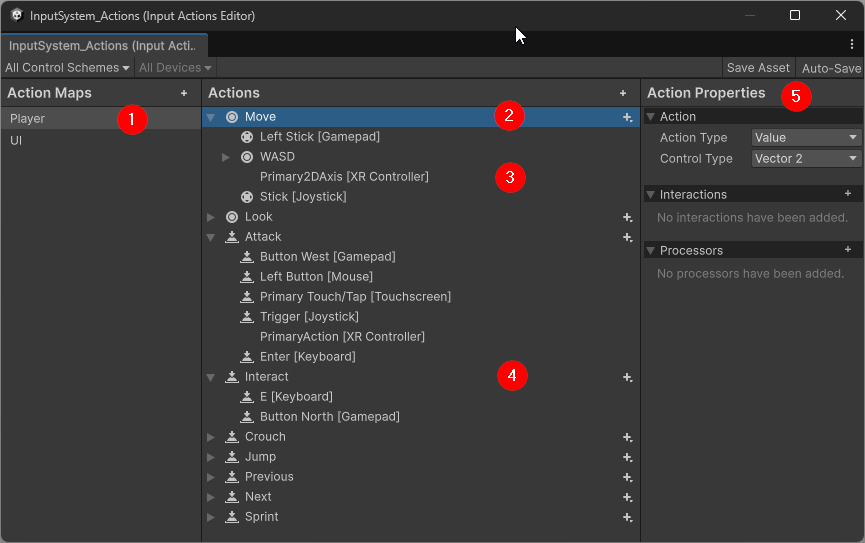 InputSystem_Actions (Input Actions Editor)
InputSystem_Actions (Input Acti..
All Control Schemes All Devices Save Asset Auto-Save
Action Maps + Actions + Action Properties 5
Player 1
UI
Move 2 +
Left Stick [Gamepad]
WASD
Primary2DAxis [XR Controller] 3
Stick [Joystick]
Look +
Attack +
Button West [Gamepad]
Left Button [Mouse]
Primary Touch/Tap [Touchscreen]
Trigger [Joystick]
PrimaryAction [XR Controller]
Enter [Keyboard]
Interact 4 +
E [Keyboard]
Button North [Gamepad]
Crouch +
Jump +
Previous +
Next +
Sprint +
Action
Action Type Value
Control Type Vector 2
Interactions +
No interactions have been added.
Processors +
No processors have been added.